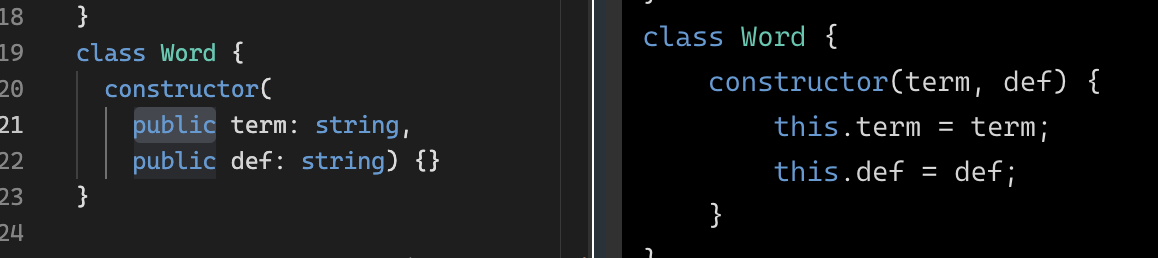 18 }
19 class Word {
20 constructor(
21 public term: string,
22 public def: string) {}
23 }
24
class Word {
constructor(term, def) {
this.term = term;
this.def = def;
}
}